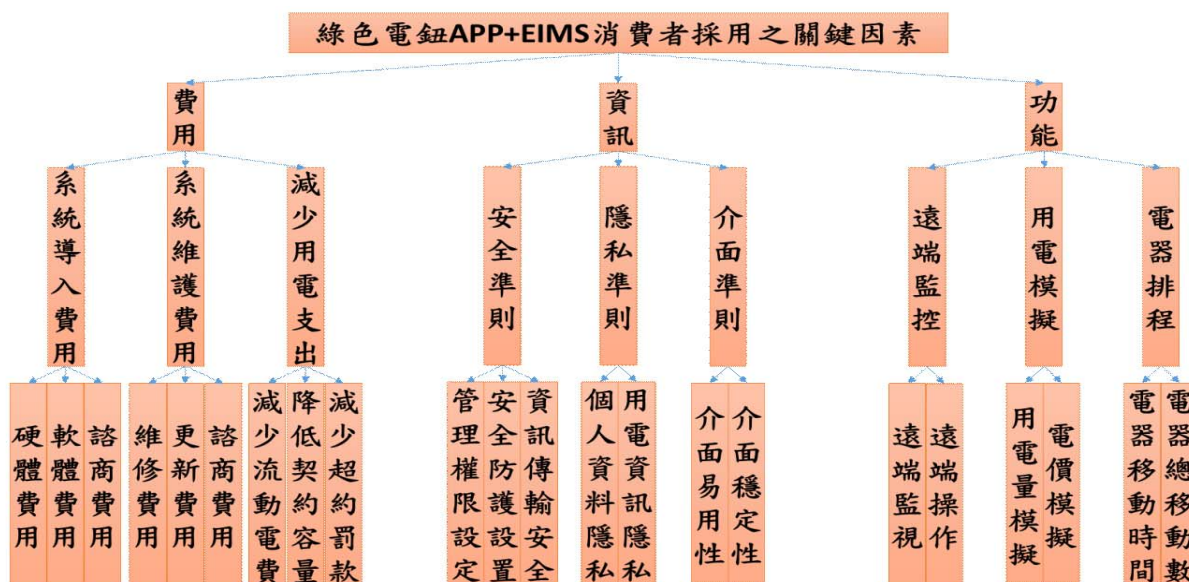 綠色電鈕APP+EIMS消費者採用之關鍵因素
費用
資訊
功能
系統導入費用
系統維護費用
減少用電支出
安全準則
隱私準則
介面準則
遠端監控
用電模擬
電器排程
硬體費用
軟體費用
諮商費用
維修費用
更新費用
諮商費用
減少流動電費
降低契約容量
減少超約罰款
管理權限設定
安全防護設置
資訊傳輸安全
個人資料隱私
用電資訊隱私
介面易用性
介面穩定性
遠端監視
遠端操作
用電量模擬
電價模擬
電器移動時間
電器總移動數